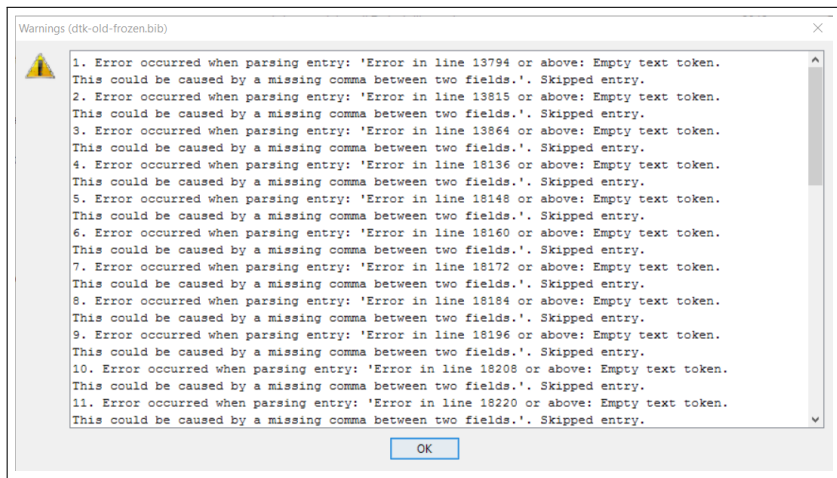 Warnings (dtk-old-frozen.bib)
1. Error occurred when parsing entry: 'Error in line 13794 or above: Empty text token.
This could be caused by a missing comma between two fields.'. Skipped entry.
2. Error occurred when parsing entry: 'Error in line 13815 or above: Empty text token.
This could be caused by a missing comma between two fields.'. Skipped entry.
3. Error occurred when parsing entry: 'Error in line 13864 or above: Empty text token.
This could be caused by a missing comma between two fields.'. Skipped entry.
4. Error occurred when parsing entry: 'Error in line 18136 or above: Empty text token.
This could be caused by a missing comma between two fields.'. Skipped entry.
5. Error occurred when parsing entry: 'Error in line 18148 or above: Empty text token.
This could be caused by a missing comma between two fields.'. Skipped entry.
6. Error occurred when parsing entry: 'Error in line 18160 or above: Empty text token.
This could be caused by a missing comma between two fields.'. Skipped entry.
7. Error occurred when parsing entry: 'Error in line 18172 or above: Empty text token.
This could be caused by a missing comma between two fields.'. Skipped entry.
8. Error occurred when parsing entry: 'Error in line 18184 or above: Empty text token.
This could be caused by a missing comma between two fields.'. Skipped entry.
9. Error occurred when parsing entry: 'Error in line 18196 or above: Empty text token.
This could be caused by a missing comma between two fields.'. Skipped entry.
10. Error occurred when parsing entry: 'Error in line 18208 or above: Empty text token.
This could be caused by a missing comma between two fields.'. Skipped entry.
11. Error occurred when parsing entry: 'Error in line 18220 or above: Empty text token.
This could be caused by a missing comma between two fields.'. Skipped entry.
OK